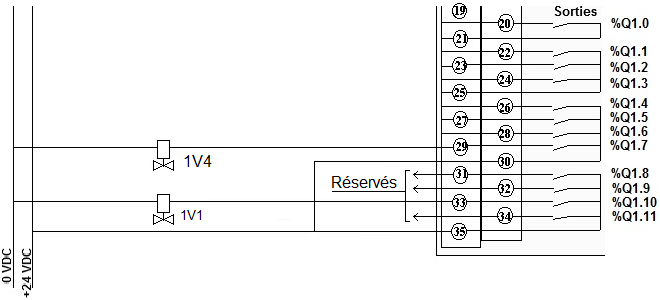 Sorties
19
20 %Q1.0
21
22 %Q1.1
23 %Q1.2
24 %Q1.3
25
26 %Q1.4
27 %Q1.5
28 %Q1.6
29 %Q1.7
1V4
30
31 %Q1.8
Réservés
32 %Q1.9
33 %Q1.10
1V1
34 %Q1.11
35
0 VDC
+24 VDC